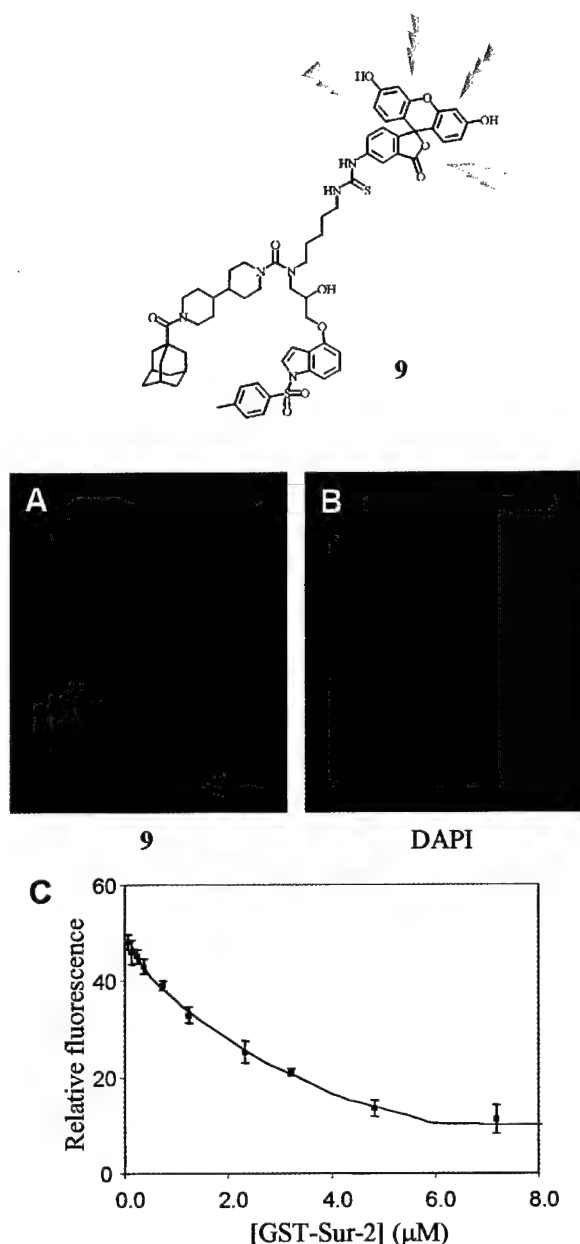 HO
O
OH
O
O
HN
S
HN
O
N
N
OH
O
N
O
N
S
O
O
9
A
B
9
DAPI
C
60
40
20
0
Relative fluorescence
0.0
2.0
4.0
6.0
8.0
[GST-Sur-2] (μM)